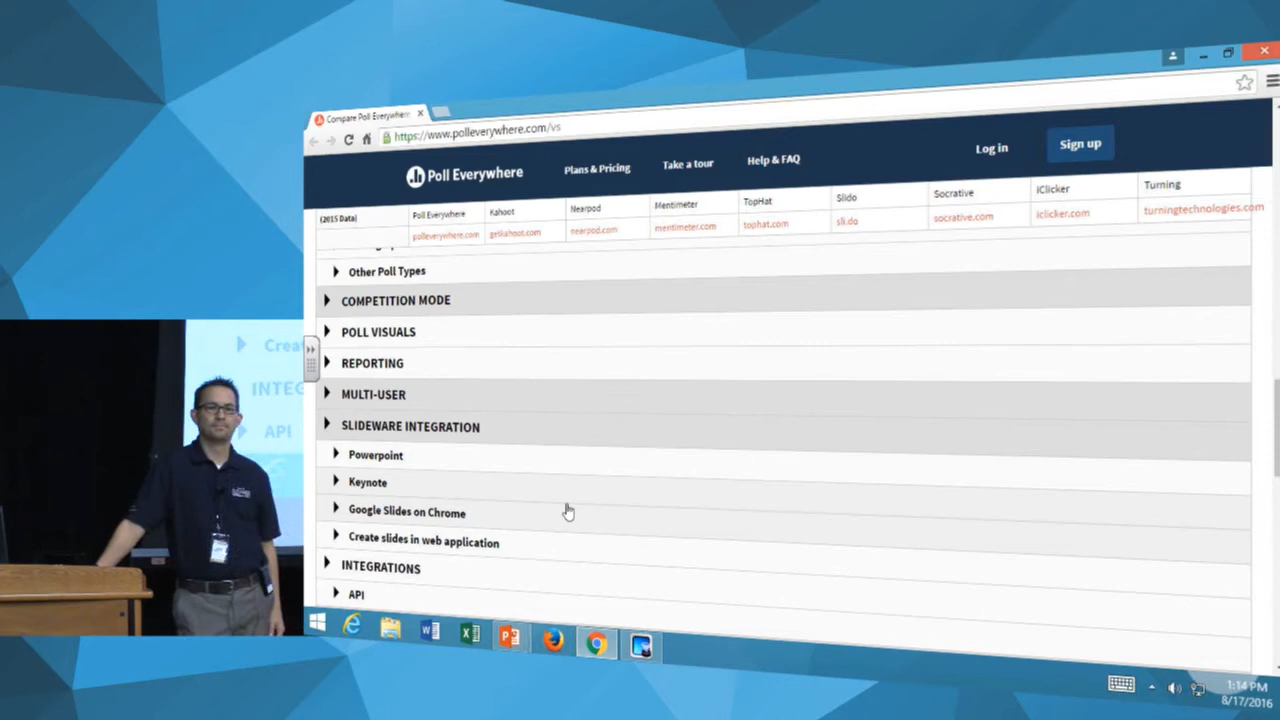 Compare Poll Everywhere
https://www.polleverywhere.com/vs
Poll Everywhere
Plans & Pricing
Take a tour
Help & FAQ
Log in
Sign up
(2015 Data)
Poll Everywhere
Kahoot
Nearpod
Mentimeter
TopHat
Slido
Socrative
iClicker
Turning
polleverywhere.com
getkahoot.com
nearpod.com
mentimeter.com
tophat.com
sli.do
socrative.com
iclicker.com
turningtechnologies.com
Other Poll Types
COMPETITION MODE
POLL VISUALS
REPORTING
MULTI-USER
SLIDEWARE INTEGRATION
Powerpoint
Keynote
Google Slides on Chrome
Create slides in web application
INTEGRATIONS
API
Crea
INTEG
API
1:14 PM
8/17/2016